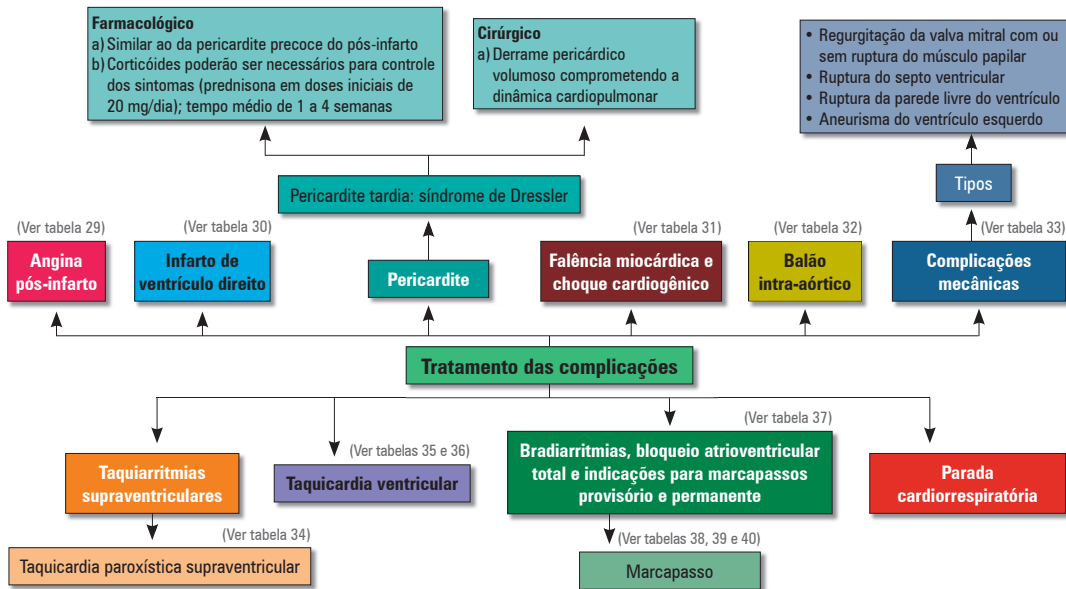 Farmacológico
a) Similar ao da pericardite precoce do pós-infarto
b) Corticóides poderão ser necessários para controle
dos sintomas (prednisona em doses iniciais de
20 mg/dia); tempo médio de 1 a 4 semanas
Cirúrgico
a) Derrame pericárdico
volumoso comprometendo a
dinâmica cardiopulmonar
• Regurgitação da valva mitral com ou
sem ruptura do músculo papilar
• Ruptura do septo ventricular
• Ruptura da parede livre do ventrículo
• Aneurisma do ventrículo esquerdo
Pericardite tardia: síndrome de Dressler
Tipos
(Ver tabela 29)
Angina
pós-infarto
(Ver tabela 30)
Infarto de
ventrículo direito
Pericardite
(Ver tabela 31)
Falência miocárdica e
choque cardiogênico
(Ver tabela 32)
Balão
intra-aórtico
(Ver tabela 33)
Complicações
mecânicas
Tratamento das complicações
Taquiarritmias
supraventriculares
(Ver tabelas 35 e 36)
Taquicardia ventricular
(Ver tabela 37)
Bradiarritmias, bloqueio atrioventricular
total e indicações para marcapassos
provisório e permanente
Parada
cardiorrespiratória
(Ver tabela 34)
Taquicardia paroxística supraventricular
(Ver tabelas 38, 39 e 40)
Marcapasso